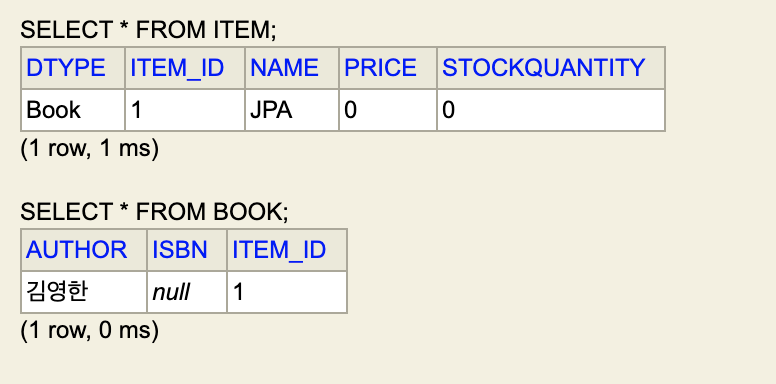 SELECT * FROM ITEM;
DTYPE ITEM_ID NAME PRICE STOCKQUANTITY
Book 1 JPA 0 0
(1 row, 1 ms)
SELECT * FROM BOOK;
AUTHOR ISBN ITEM_ID
김영한 null 1
(1 row, 0 ms)